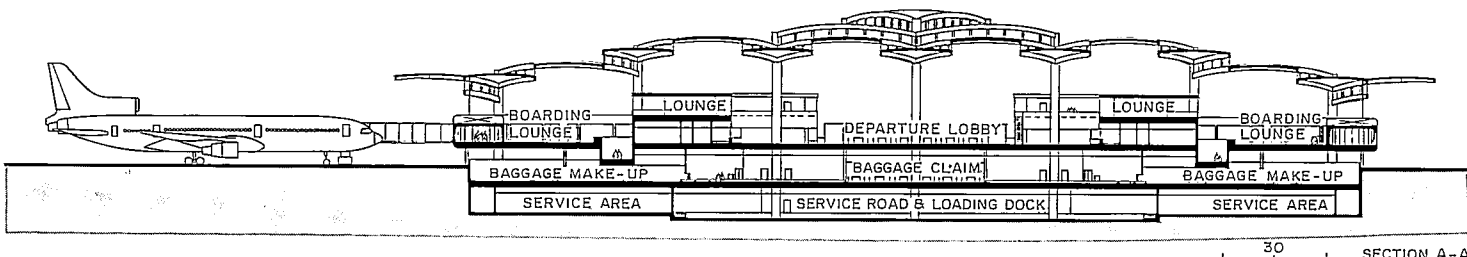 LOUNGE LOUNGE
BOARDING BOARDING
LOUNGE DEPARTURE LOBBY LOUNGE
BAGGAGE MAKE-UP BAGGAGE CLAIM BAGGAGE MAKE-UP
SERVICE AREA SERVICE ROAD & LOADING DOCK SERVICE AREA
30
SECTION A-A